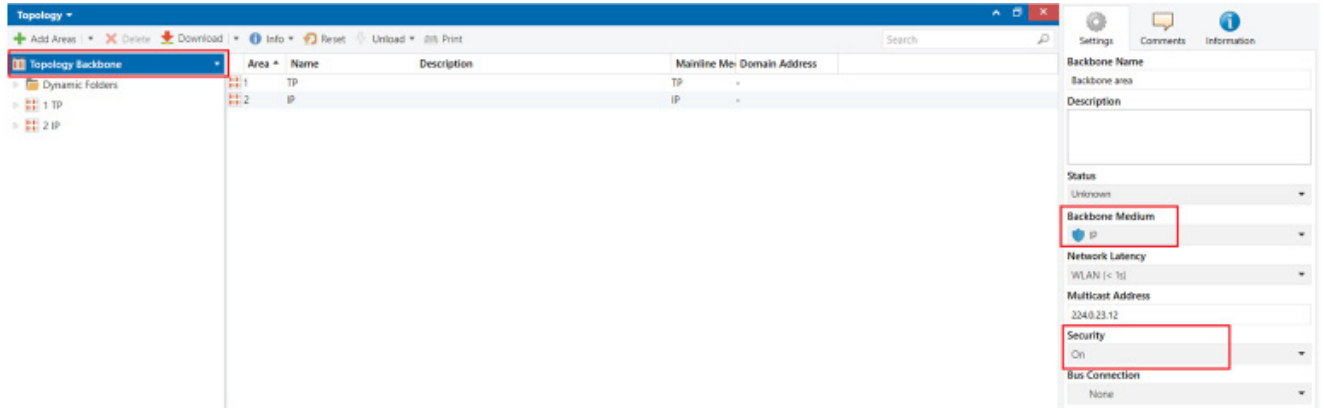 Topology
Add Areas Delete Download Info Reset Unload Print Search
Topology Backbone
Dynamic Folders
1 TP
2 IP
Area Name Description Mainline Me Domain Address
1 TP TP -
2 IP IP -
Settings Comments Information
Backbone Name
Backbone area
Description
Status
Unknown
Backbone Medium
IP
Network Latency
WLAN (< 1s)
Multicast Address
224.0.23.12
Security
On
Bus Connection
None